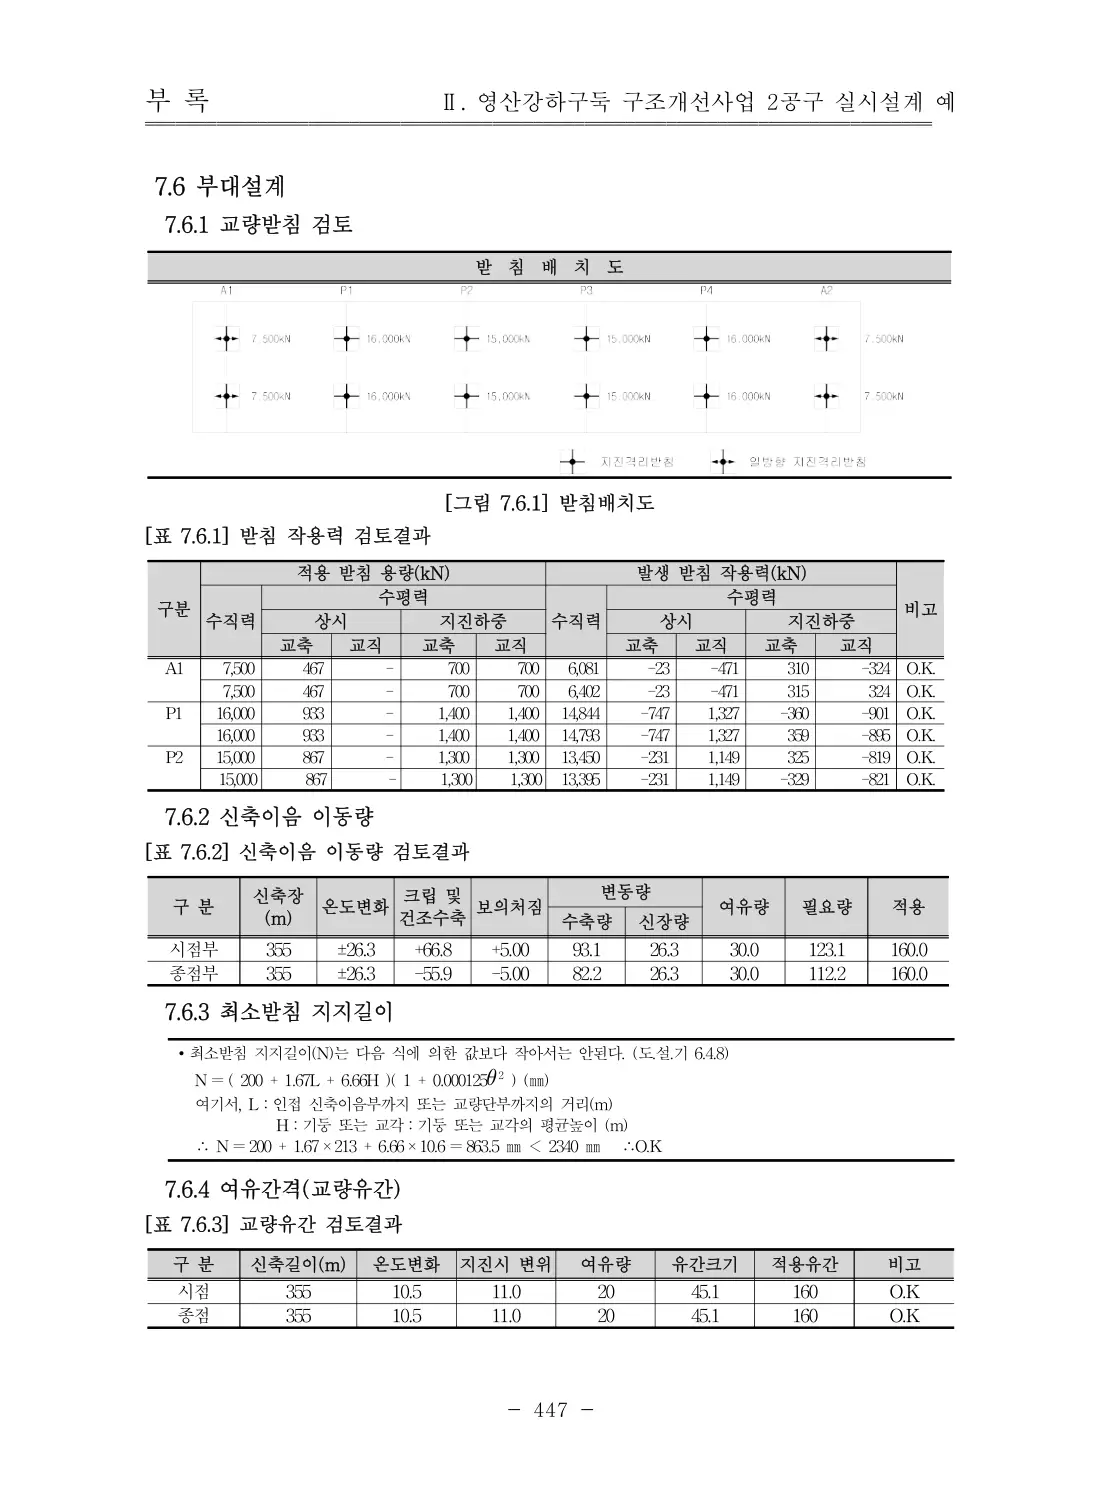 부 록 Ⅱ. 영산강하구둑 구조개선사업 2공구 실시설계 예
7.6 부대설계
7.6.1 교량받침 검토
받 침 배 치 도
A1 P1 P2 P3 P4 A2
7.500kN 16,000kN 15,000kN 15,000kN 16,000kN 7.500kN
7.500kN 16,000kN 15,000kN 15,000kN 16,000kN 7.500kN
지진격리받침 일방향 지진격리받침
[그림 7.6.1] 받침배치도
[표 7.6.1] 받침 작용력 검토결과
구분 적용 받침 용량(kN) 발생 받침 작용력(kN) 비고
수직력 수평력 수직력 수평력
상시 지진하중 상시 지진하중
교축 교직 교축 교직 교축 교직 교축 교직
A1 7,500 467 - 700 700 6,081 -23 -471 310 -324 O.K.
7,500 467 - 700 700 6,402 -23 -471 315 324 O.K.
P1 16,000 933 - 1,400 1,400 14,844 -747 1,327 -360 -901 O.K.
16,000 933 - 1,400 1,400 14,793 -747 1,327 359 -895 O.K.
P2 15,000 867 - 1,300 1,300 13,450 -231 1,149 325 -819 O.K.
15,000 867 - 1,300 1,300 13,395 -231 1,149 -329 -821 O.K.
7.6.2 신축이음 이동량
[표 7.6.2] 신축이음 이동량 검토결과
구 분 신축장 (m) 온도변화 크립 및 건조수축 보의처짐 변동량 여유량 필요량 적용
수축량 신장량
시점부 355 ±26.3 +66.8 +5.00 93.1 26.3 30.0 123.1 160.0
종점부 355 ±26.3 -55.9 -5.00 82.2 26.3 30.0 112.2 160.0
7.6.3 최소받침 지지길이
• 최소받침 지지길이(N)는 다음 식에 의한 값보다 작아서는 안된다. (도.설.기 6.4.8)
N = ( 200 + 1.67L + 6.66H )( 1 + 0.000125θ² ) (㎜)
여기서, L : 인접 신축이음부까지 또는 교량단부까지의 거리(m)
H : 기둥 또는 교각 : 기둥 또는 교각의 평균높이 (m)
∴ N = 200 + 1.67 × 213 + 6.66 × 10.6 = 863.5 ㎜ < 2340 ㎜ ∴O.K
7.6.4 여유간격(교량유간)
[표 7.6.3] 교량유간 검토결과
구 분 신축길이(m) 온도변화 지진시 변위 여유량 유간크기 적용유간 비고
시점 355 10.5 11.0 20 45.1 160 O.K
종점 355 10.5 11.0 20 45.1 160 O.K
- 447 -